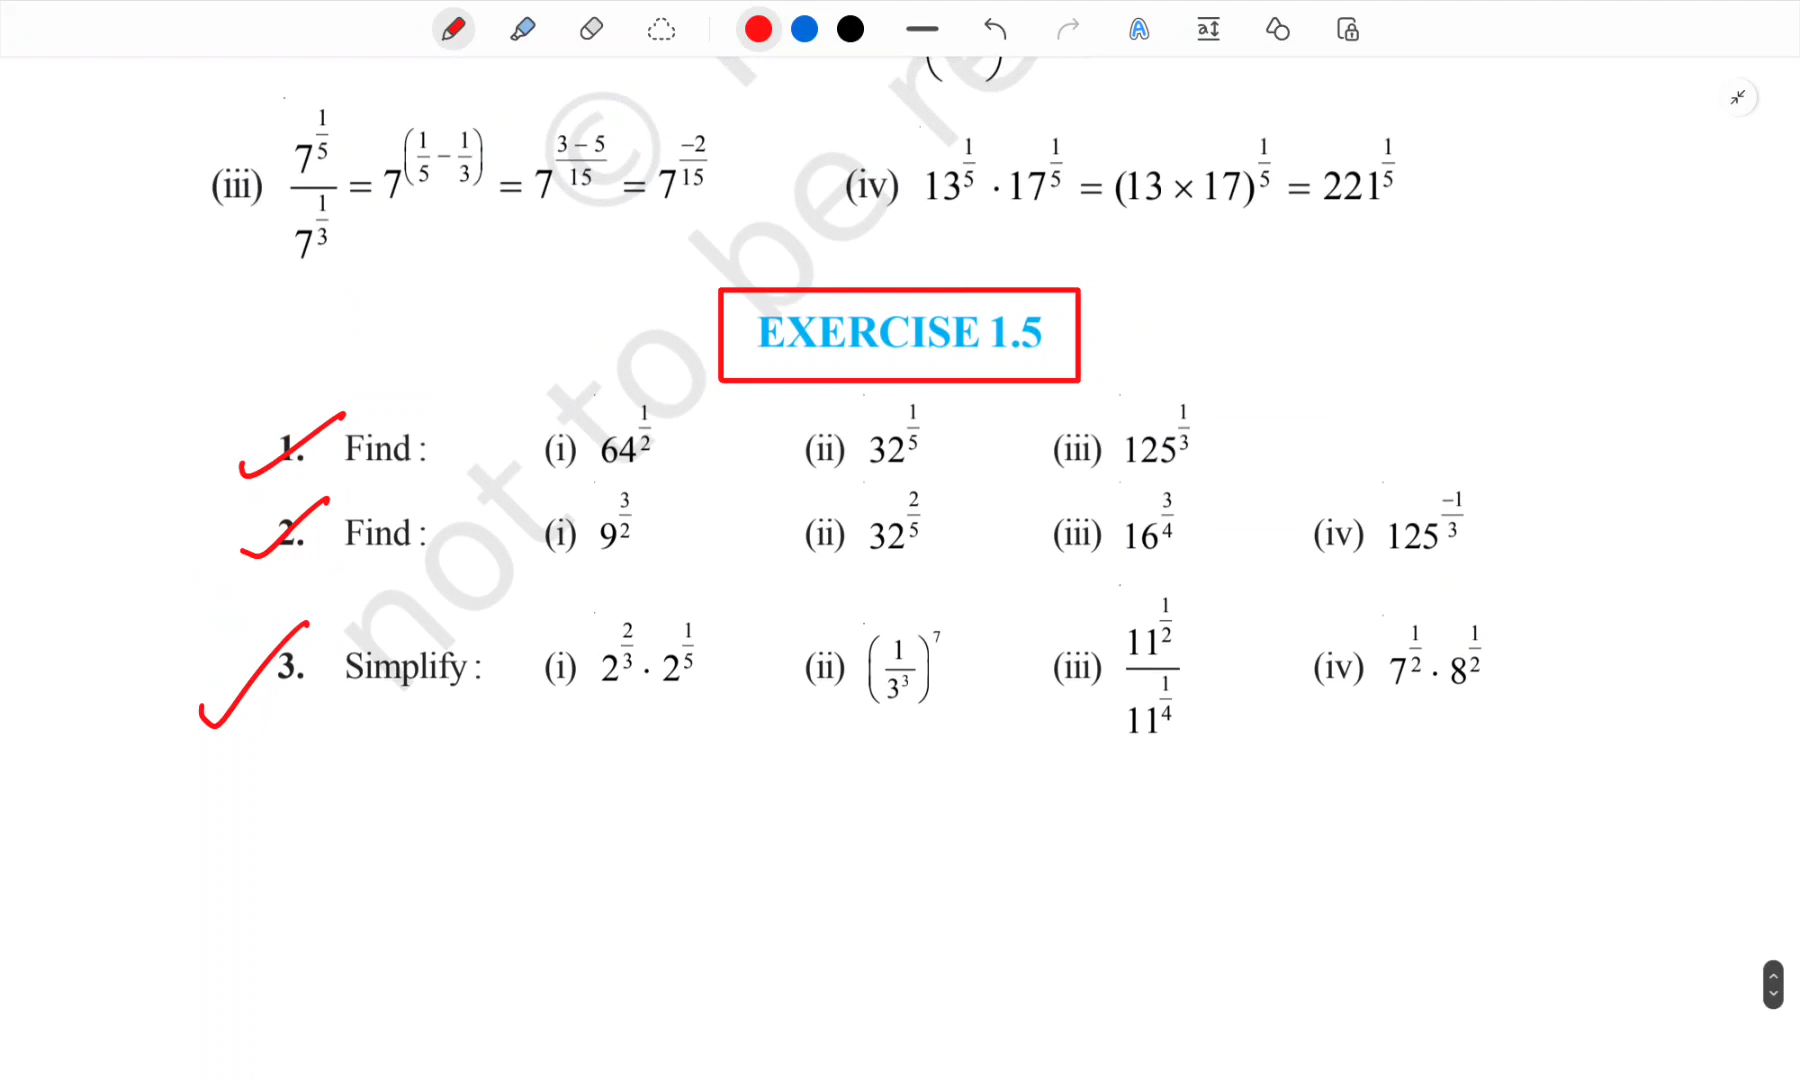 (iii) 7^(1/5) / 7^(1/3) = 7^(1/5 − 1/3) = 7^((3 − 5)/15) = 7^(−2/15) (iv) 13^(1/5) · 17^(1/5) = (13 × 17)^(1/5) = 221^(1/5)
EXERCISE 1.5
1. Find : (i) 64^(1/2) (ii) 32^(1/5) (iii) 125^(1/3)
2. Find : (i) 9^(3/2) (ii) 32^(2/5) (iii) 16^(3/4) (iv) 125^(−1/3)
3. Simplify : (i) 2^(2/3) · 2^(1/5) (ii) (1/3^3)^7 (iii) 11^(1/2) / 11^(1/4) (iv) 7^(1/2) · 8^(1/2)
© not to be re